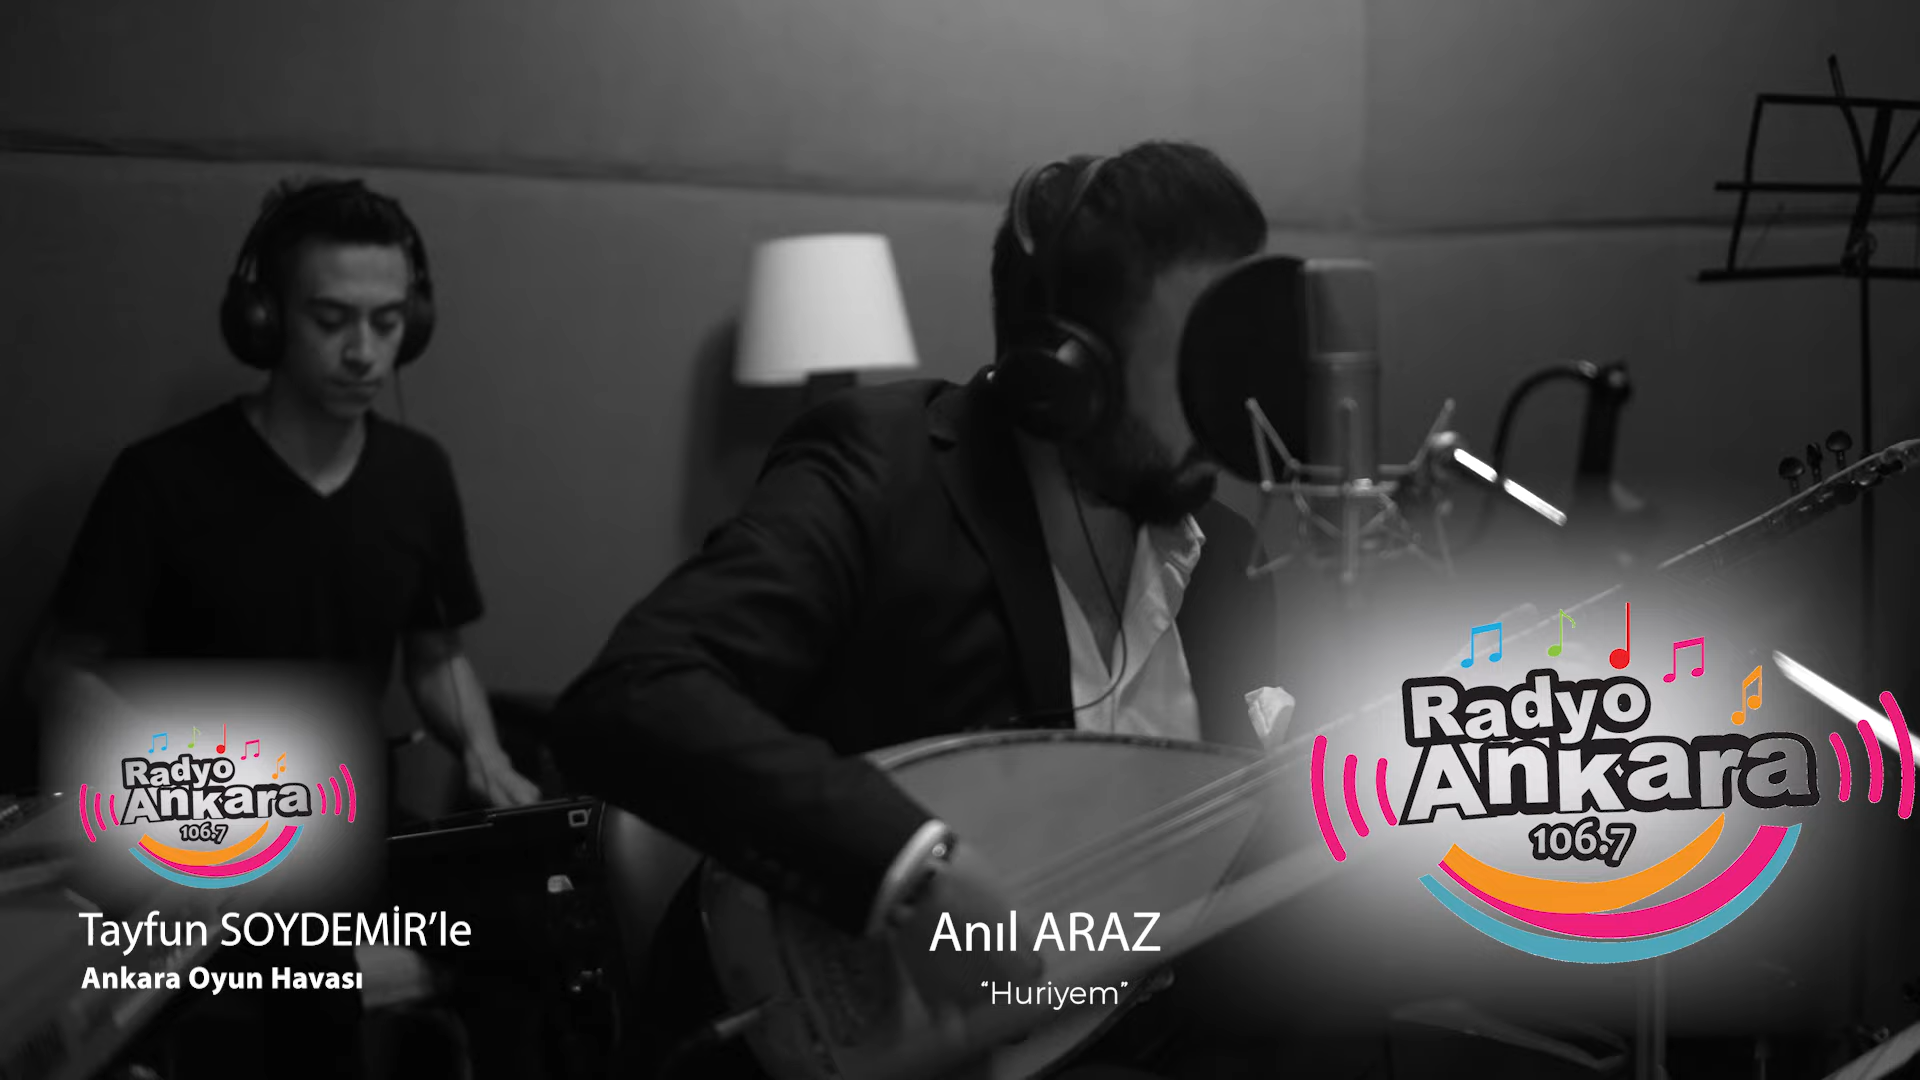 Radyo
Ankara
106.7
Tayfun SOYDEMİR’le
Ankara Oyun Havası
Anıl ARAZ
“Huriyem”
Radyo
Ankara
106.7